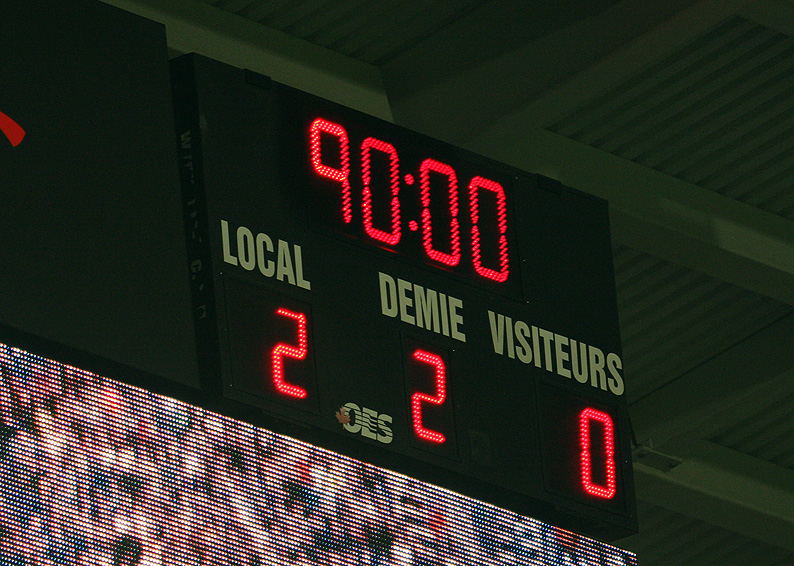 90:00
LOCAL
DEMIE
VISITEURS
2
2
0
OES